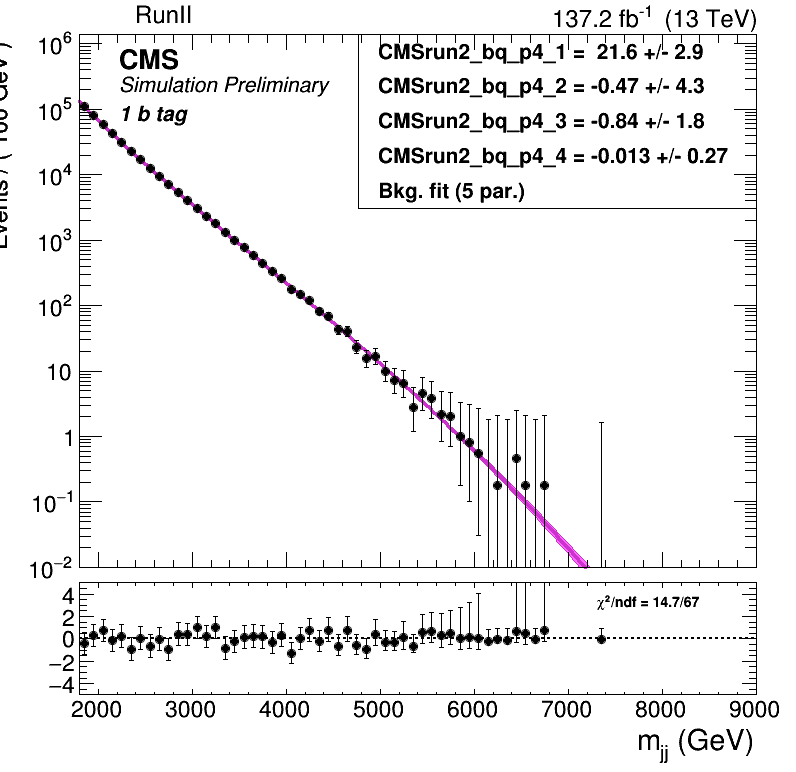 RunII
137.2 fb⁻¹ (13 TeV)
CMS
Simulation Preliminary
1 b tag
CMSrun2_bq_p4_1 = 21.6 +/- 2.9
CMSrun2_bq_p4_2 = -0.47 +/- 4.3
CMSrun2_bq_p4_3 = -0.84 +/- 1.8
CMSrun2_bq_p4_4 = -0.013 +/- 0.27
Bkg. fit (5 par.)
Events / ( 100 GeV )
10⁶
10⁵
10⁴
10³
10²
10
1
10⁻¹
10⁻²
χ²/ndf = 14.7/67
4
2
0
−2
−4
2000 3000 4000 5000 6000 7000 8000 9000
m_jj (GeV)